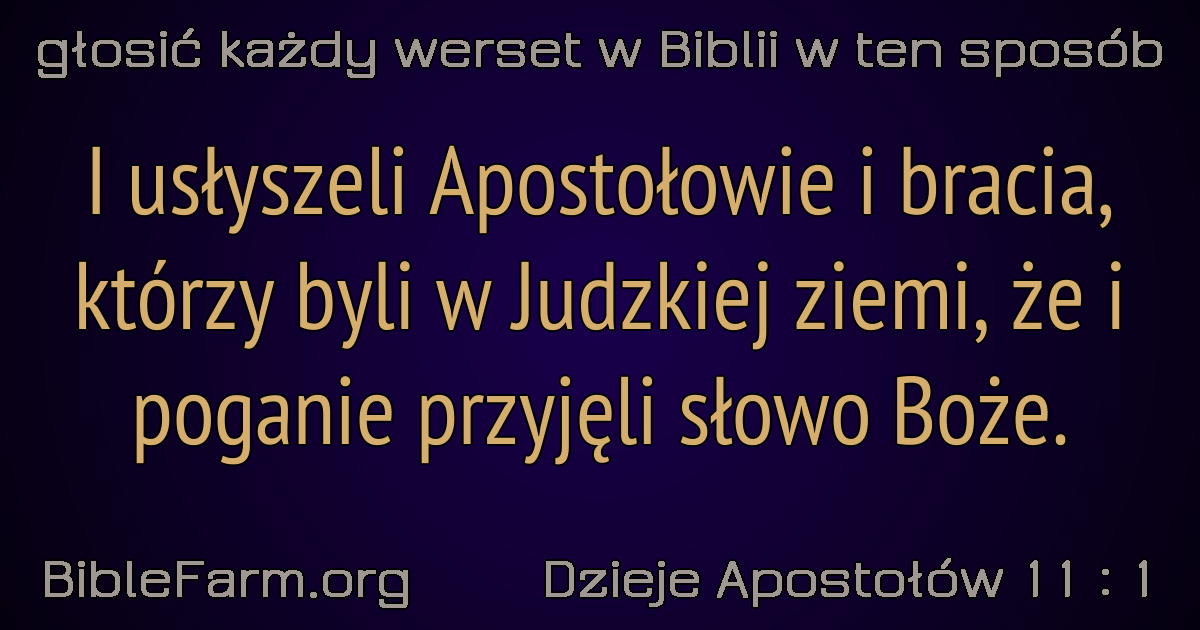 głosić każdy werset w Biblii w ten sposób
I usłyszeli Apostołowie i bracia,
którzy byli w Judzkiej ziemi, że i
poganie przyjęli słowo Boże.
BibleFarm.org
Dzieje Apostołów 11 : 1